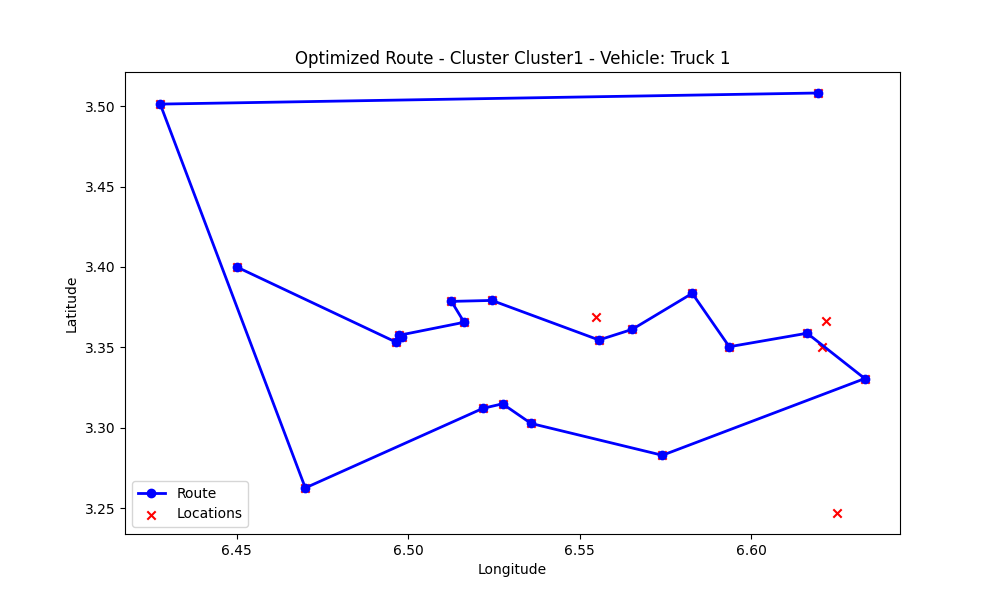 Optimized Route - Cluster Cluster1 - Vehicle: Truck 1
Latitude
3.50
3.45
3.40
3.35
3.30
3.25
Route
Locations
6.45 6.50 6.55 6.60
Longitude